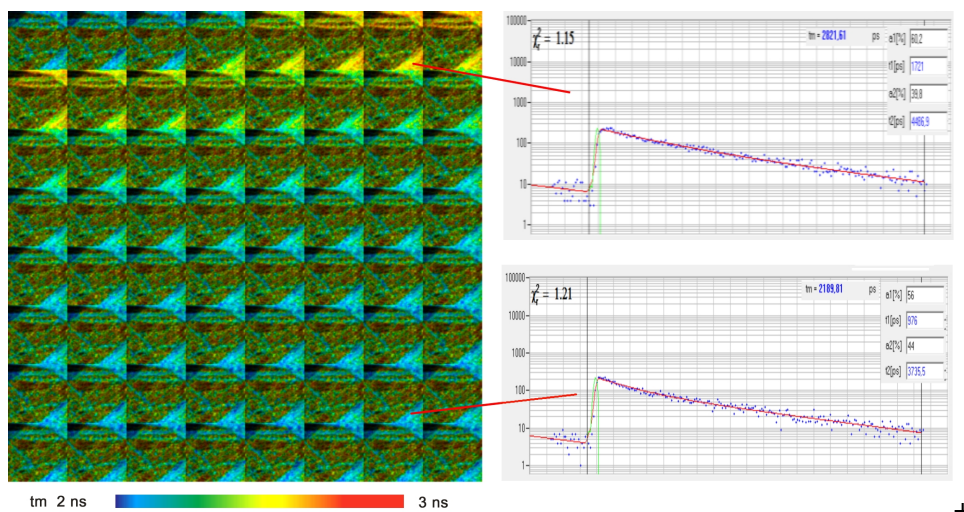 100000
10000
1000
100
10
1
χ²ᵣ = 1.15
tm = 2821,61 ps
a1[%] 60,2
t1[ps] 1721
a2[%] 39,8
t2[ps] 4486,9
100000
10000
1000
100
10
1
χ²ᵣ = 1.21
tm = 2189,81 ps
a1[%] 56
t1[ps] 976
a2[%] 44
t2[ps] 3735,5
tm 2 ns 3 ns